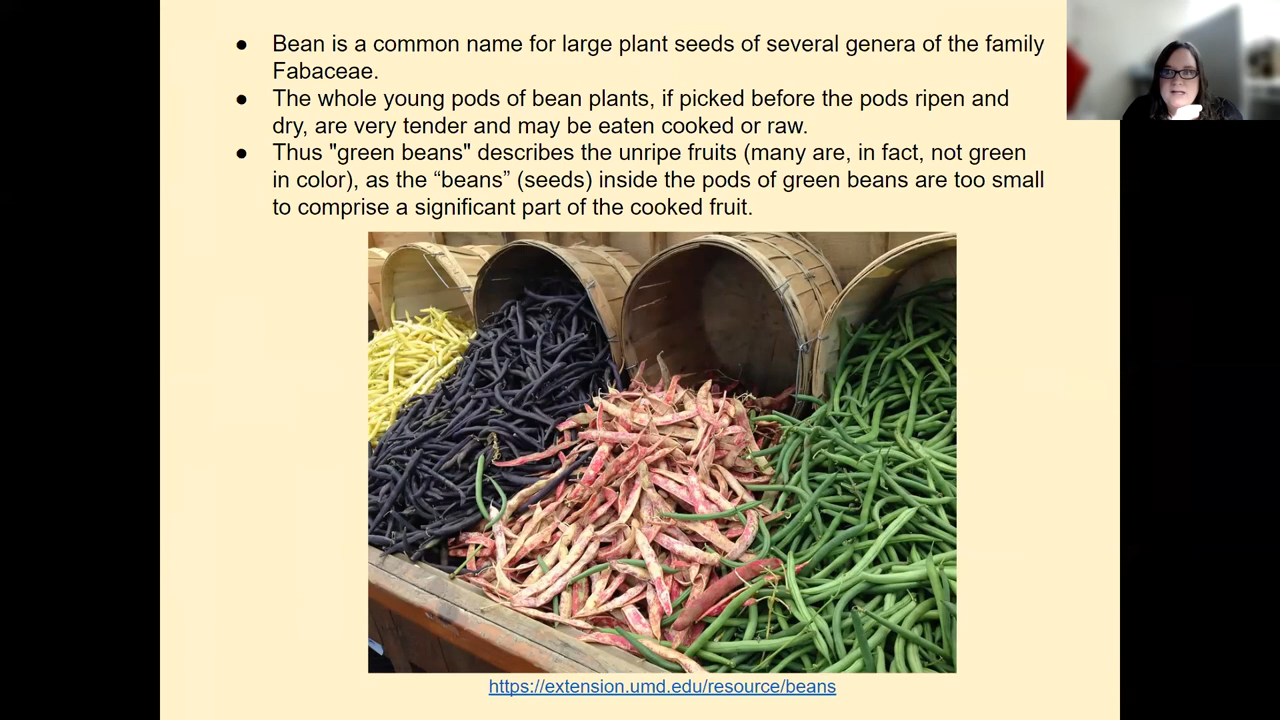 ● Bean is a common name for large plant seeds of several genera of the family
Fabaceae.
● The whole young pods of bean plants, if picked before the pods ripen and
dry, are very tender and may be eaten cooked or raw.
● Thus "green beans" describes the unripe fruits (many are, in fact, not green
in color), as the “beans” (seeds) inside the pods of green beans are too small
to comprise a significant part of the cooked fruit.
https://extension.umd.edu/resource/beans